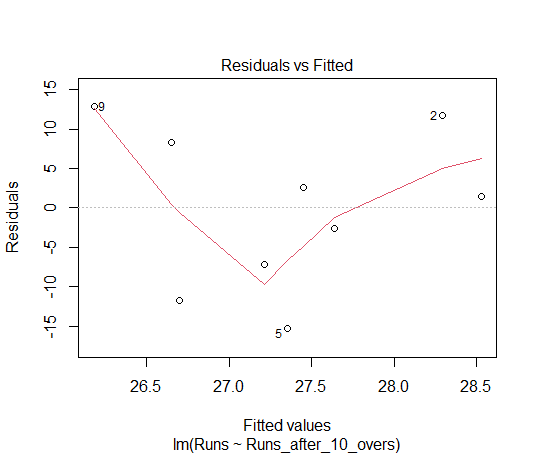 Residuals vs Fitted
Residuals
15
10
5
0
-5
-10
-15
9
2
5
26.5 27.0 27.5 28.0 28.5
Fitted values
lm(Runs ~ Runs_after_10_overs)